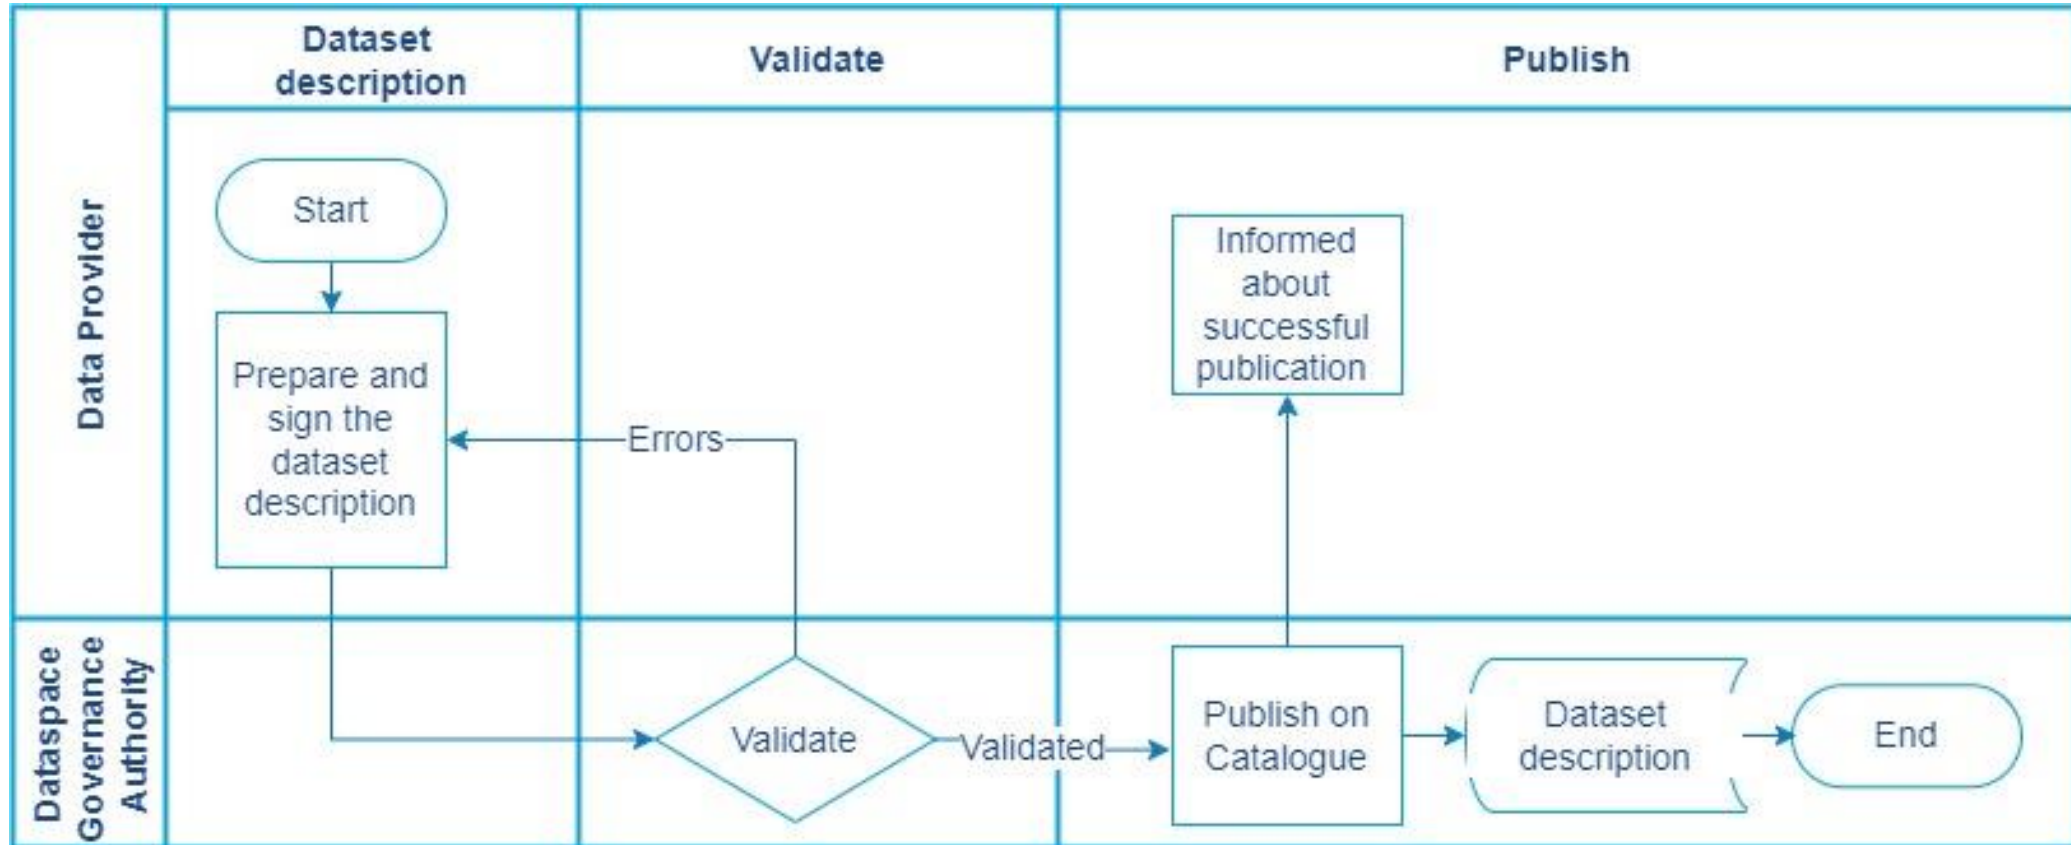 Dataset
description
Validate
Publish
Data Provider
Start
Prepare and
sign the
dataset
description
Errors
Informed
about
successful
publication
Dataspace
Governance
Authority
Validate
Validated
Publish on
Catalogue
Dataset
description
End